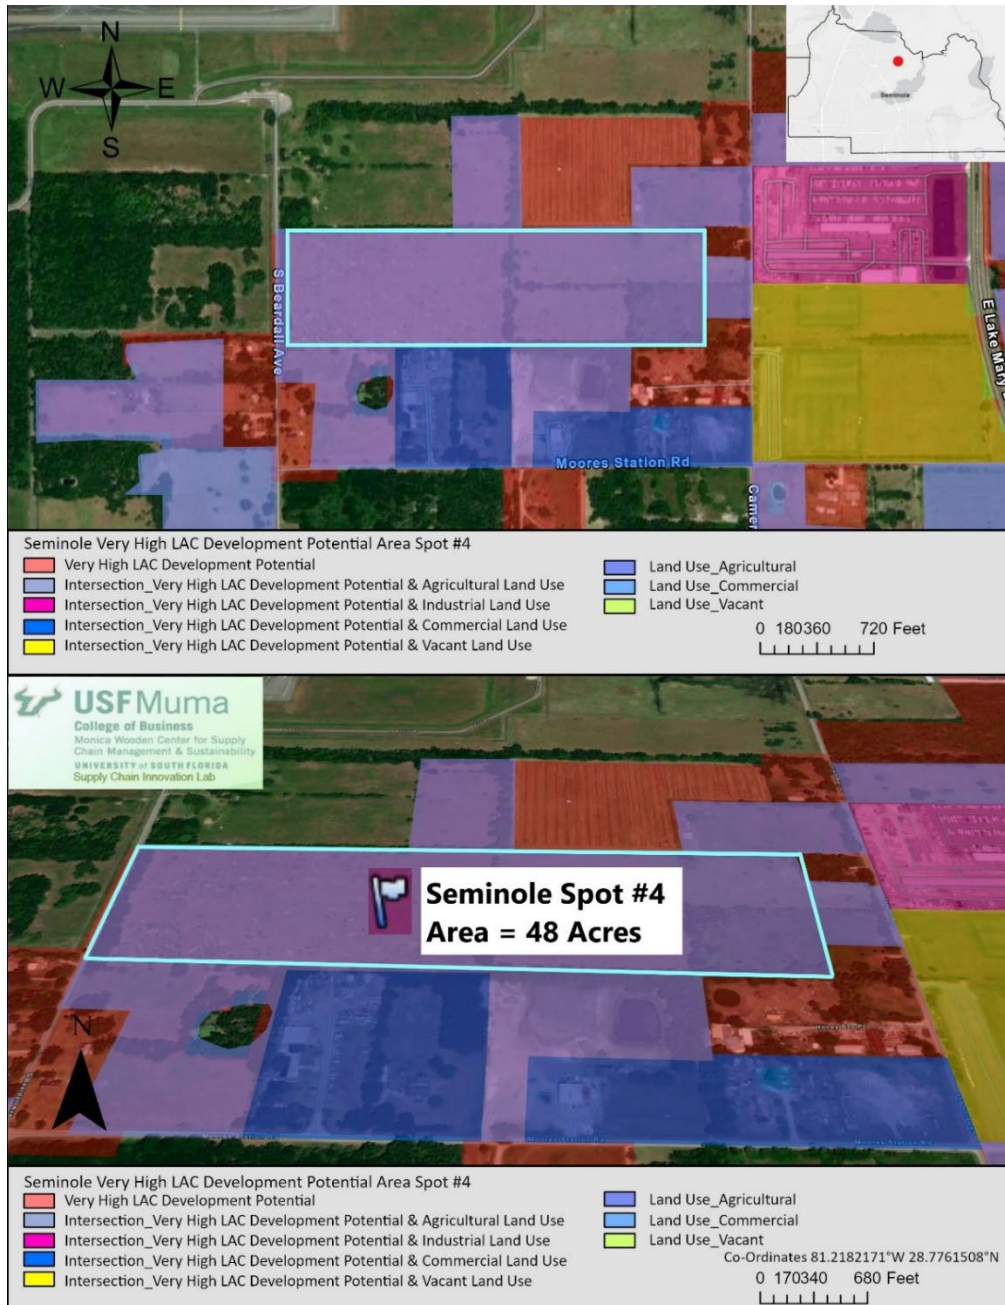 N
W E
S
Seminole
S Beardall Ave
E Lake Mary
Moores Station Rd
Camer
Seminole Very High LAC Development Potential Area Spot #4
Very High LAC Development Potential
Intersection_Very High LAC Development Potential & Agricultural Land Use
Intersection_Very High LAC Development Potential & Industrial Land Use
Intersection_Very High LAC Development Potential & Commercial Land Use
Intersection_Very High LAC Development Potential & Vacant Land Use
Land Use_Agricultural
Land Use_Commercial
Land Use_Vacant
0 180360 720 Feet
USF Muma
College of Business
Monica Wooden Center for Supply
Chain Management & Sustainability
UNIVERSITY of SOUTH FLORIDA
Supply Chain Innovation Lab
Seminole Spot #4
Area = 48 Acres
N
Moores Station Rd
Moores Station Rd
Seminole Very High LAC Development Potential Area Spot #4
Very High LAC Development Potential
Intersection_Very High LAC Development Potential & Agricultural Land Use
Intersection_Very High LAC Development Potential & Industrial Land Use
Intersection_Very High LAC Development Potential & Commercial Land Use
Intersection_Very High LAC Development Potential & Vacant Land Use
Land Use_Agricultural
Land Use_Commercial
Land Use_Vacant
Co-Ordinates 81.2182171°W 28.7761508°N
0 170340 680 Feet